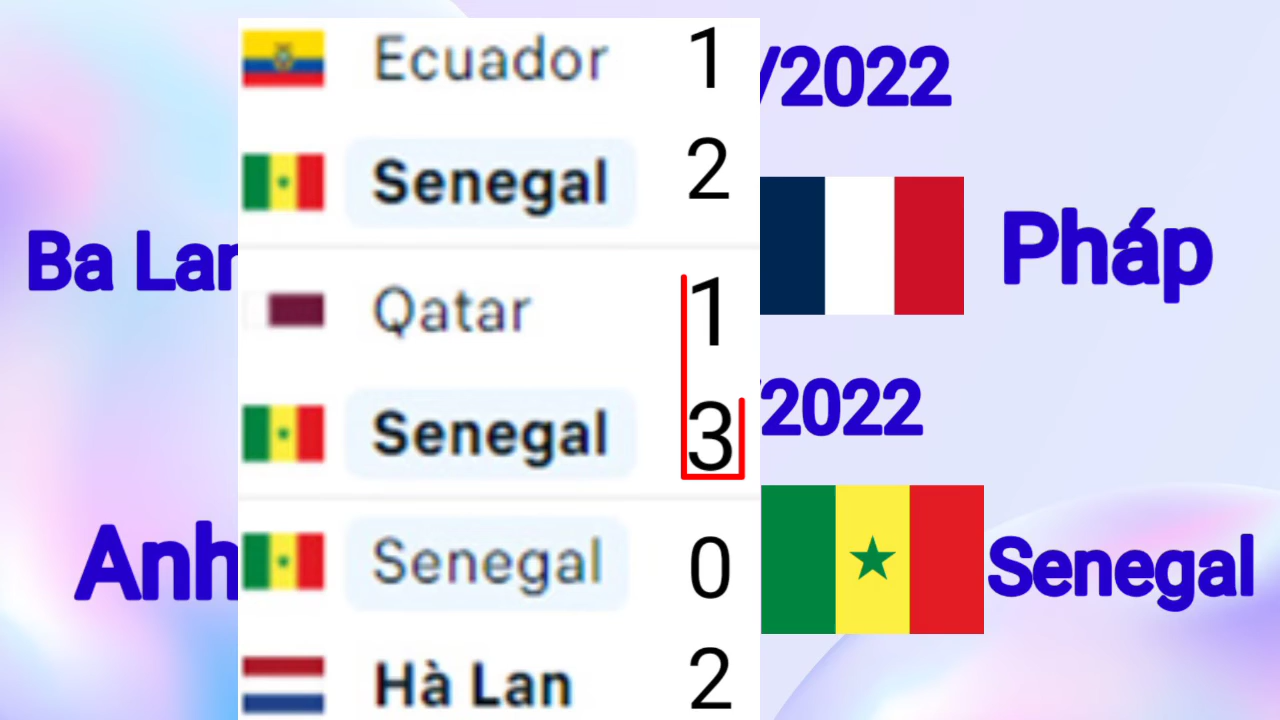 Ecuador 1
/2022
Senegal 2
Ba Lan
Pháp
Qatar 1
Senegal 3
2022
Anh
Senegal 0
Senegal
Hà Lan 2